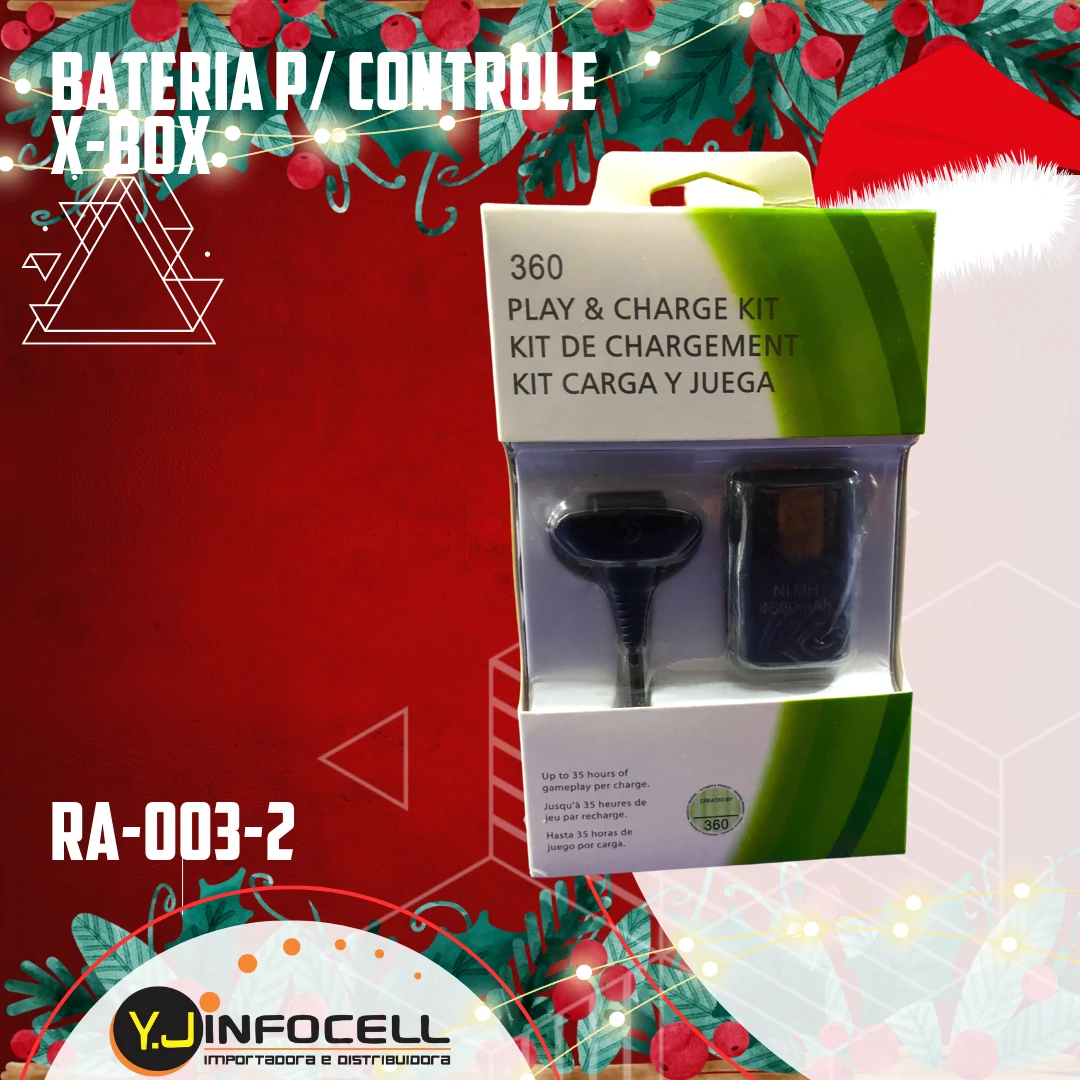 BATERIA P/ CONTROLE
X-BOX
360
PLAY & CHARGE KIT
KIT DE CHARGEMENT
KIT CARGA Y JUEGA
NI MH
4890mAh
Up to 35 hours of
gameplay per charge.
Jusqu'à 35 heures de
jeu par recharge.
Hasta 35 horas de
juego por carga.
CREATED BY
360
RA-003-2
Y.J INFOCELL
IMPORTADORA E DISTRIBUIDORA